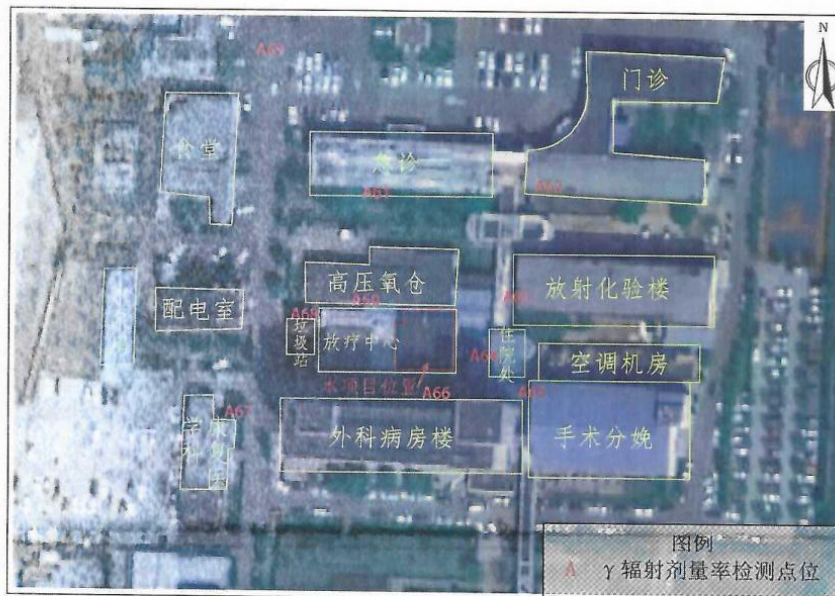 A69
N
门诊
食堂
急诊
A61
A62
高压氧仓
放射化验楼
配电室
A68
垃圾站
放疗中心
A64
住院处
空调机房
本项目位置
A66
A67
外科病房楼
手术分娩
图例
A γ辐射剂量率检测点位